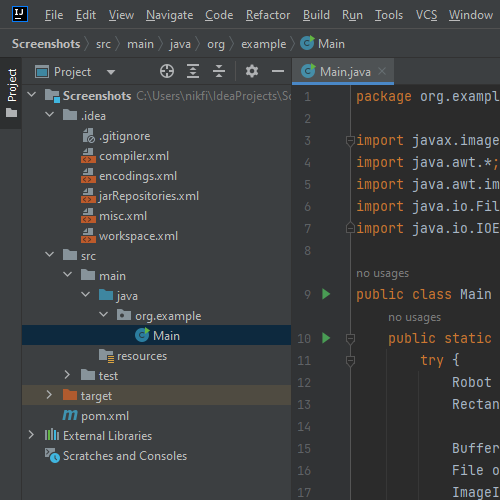 IJ File Edit View Navigate Code Refactor Build Run Tools VCS Window
Screenshots src main java org example Main
Project Main.java
Project
Screenshots C:\Users\nikfi\IdeaProjects\Sc
.idea
.gitignore
compiler.xml
encodings.xml
jarRepositories.xml
misc.xml
workspace.xml
src
main
java
org.example
Main
resources
test
target
m pom.xml
External Libraries
Scratches and Consoles
1 package org.examp
2
3 import javax.image
4 import java.awt.*;
5 import java.awt.im
6 import java.io.Fil
7 import java.io.IOE
8
no usages
9 public class Main
no usages
10 public static
11 try {
12 Robot
13 Rectan
14
15 Buffer
16 File o
17 ImageI